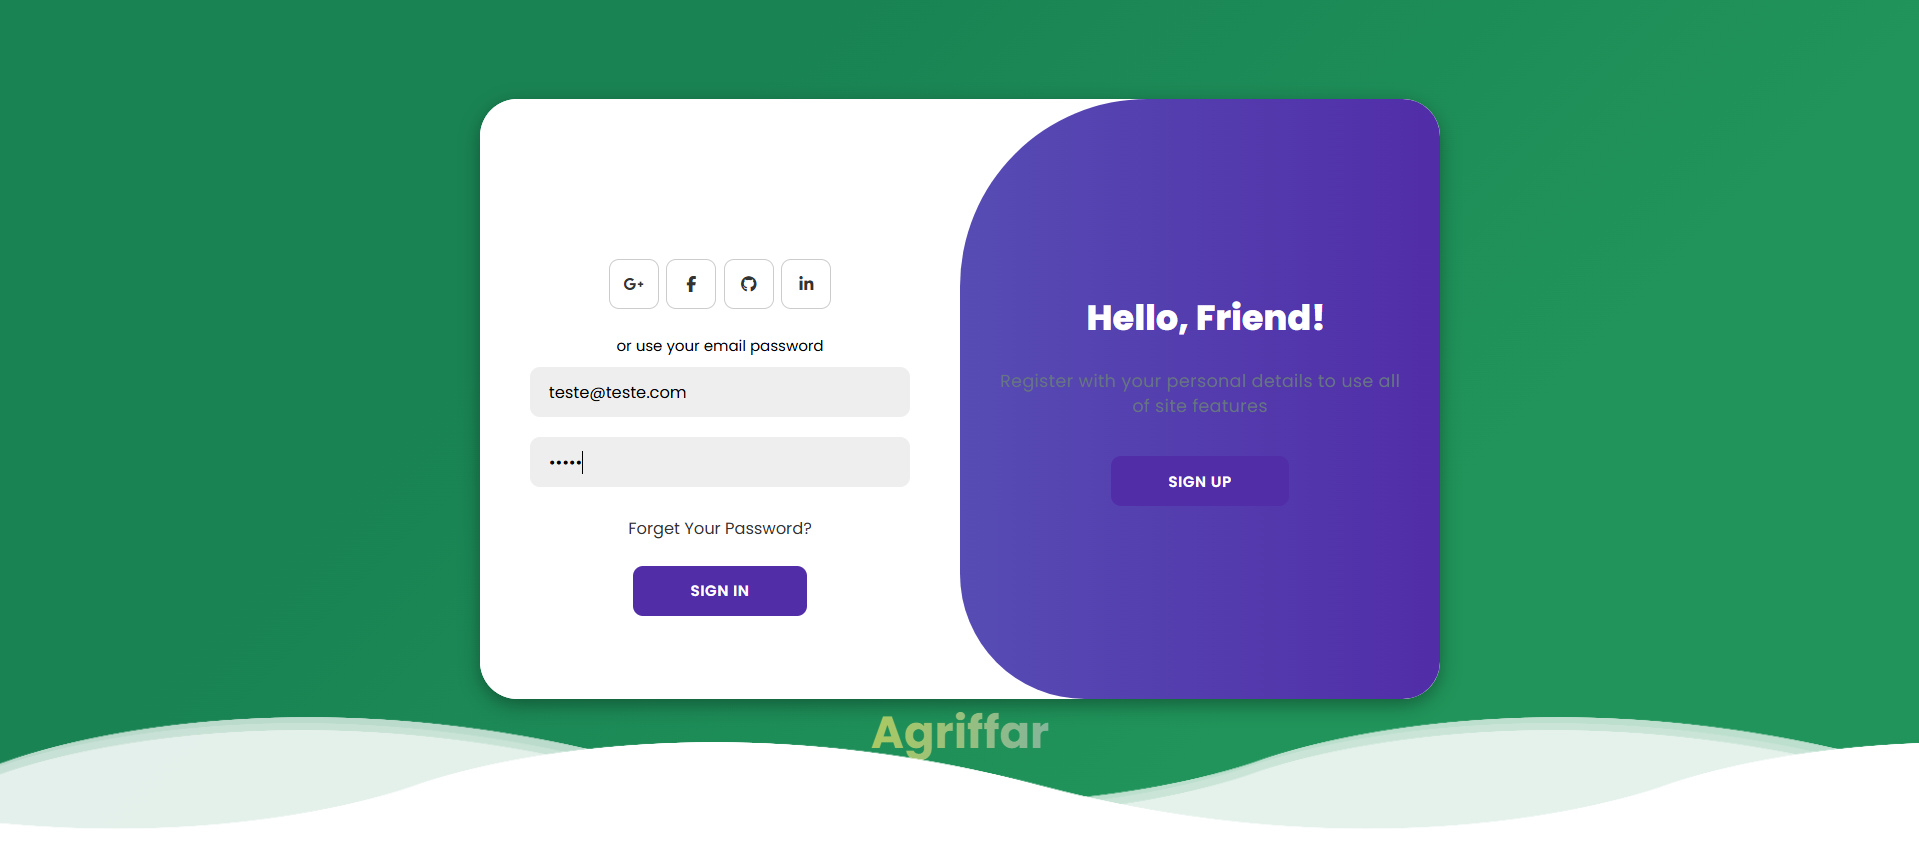 G+ f in
or use your email password
teste@teste.com
•••••
Forget Your Password?
SIGN IN
Hello, Friend!
Register with your personal details to use all
of site features
SIGN UP
Agriffar